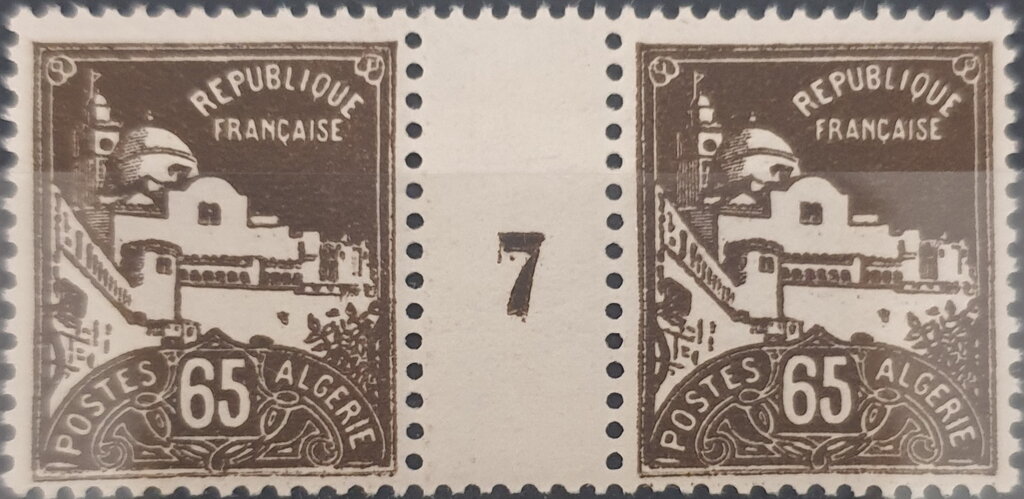 REPUBLIQUE
FRANÇAISE
POSTES 65 ALGERIE
7
REPUBLIQUE
FRANÇAISE
POSTES 65 ALGERIE